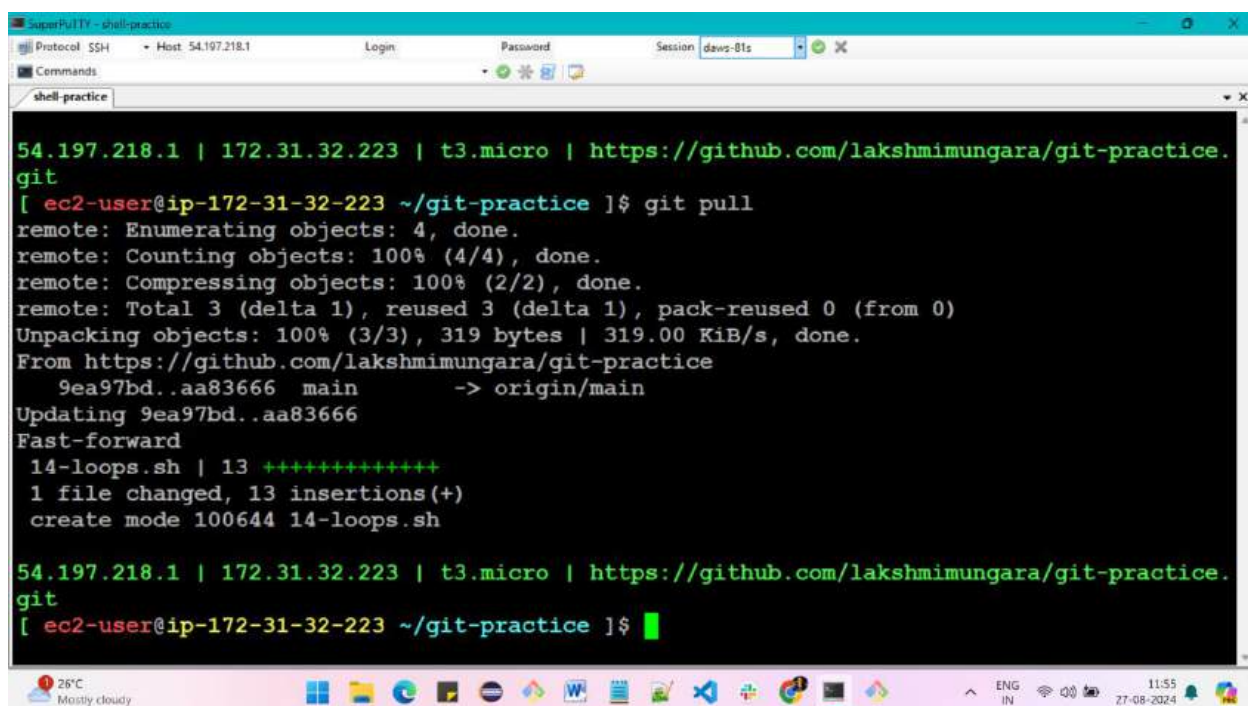 SuperPuTTY - shell-practice
Protocol SSH Host 54.197.218.1 Login Password Session daws-81s
Commands
shell-practice
54.197.218.1 | 172.31.32.223 | t3.micro | https://github.com/lakshmimungara/git-practice.
git
[ ec2-user@ip-172-31-32-223 ~/git-practice ]$ git pull
remote: Enumerating objects: 4, done.
remote: Counting objects: 100% (4/4), done.
remote: Compressing objects: 100% (2/2), done.
remote: Total 3 (delta 1), reused 3 (delta 1), pack-reused 0 (from 0)
Unpacking objects: 100% (3/3), 319 bytes | 319.00 KiB/s, done.
From https://github.com/lakshmimungara/git-practice
   9ea97bd..aa83666  main       -> origin/main
Updating 9ea97bd..aa83666
Fast-forward
 14-loops.sh | 13 +++++++++++++
 1 file changed, 13 insertions(+)
 create mode 100644 14-loops.sh
54.197.218.1 | 172.31.32.223 | t3.micro | https://github.com/lakshmimungara/git-practice.
git
[ ec2-user@ip-172-31-32-223 ~/git-practice ]$
1 26°C
Mostly cloudy
ENG
IN
11:55
27-08-2024